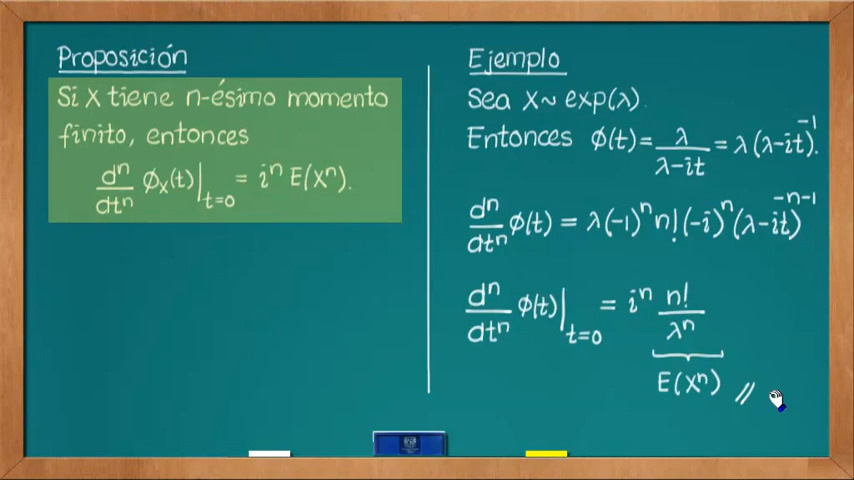 Proposición
Si X tiene n-ésimo momento
finito, entonces
dⁿ/dtⁿ ϕ_X(t)|_{t=0} = iⁿ E(Xⁿ).
Ejemplo
Sea X ~ exp(λ).
Entonces ϕ(t) = λ/(λ-it) = λ(λ-it)⁻¹.
dⁿ/dtⁿ ϕ(t) = λ(-1)ⁿ n! (-i)ⁿ (λ-it)⁻ⁿ⁻¹
dⁿ/dtⁿ ϕ(t)|_{t=0} = iⁿ n!/λⁿ
E(Xⁿ) //